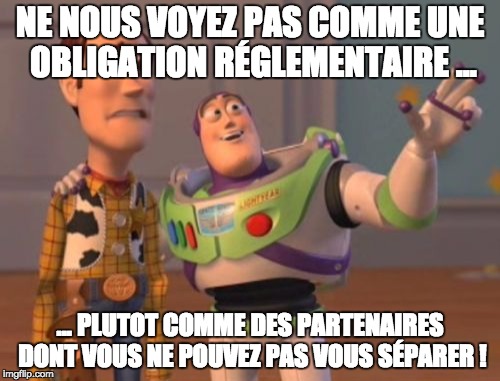 NE NOUS VOYEZ PAS COMME UNE
OBLIGATION RÉGLEMENTAIRE ...
LIGHTYEAR
... PLUTOT COMME DES PARTENAIRES
DONT VOUS NE POUVEZ PAS VOUS SÉPARER !
imgflip.com